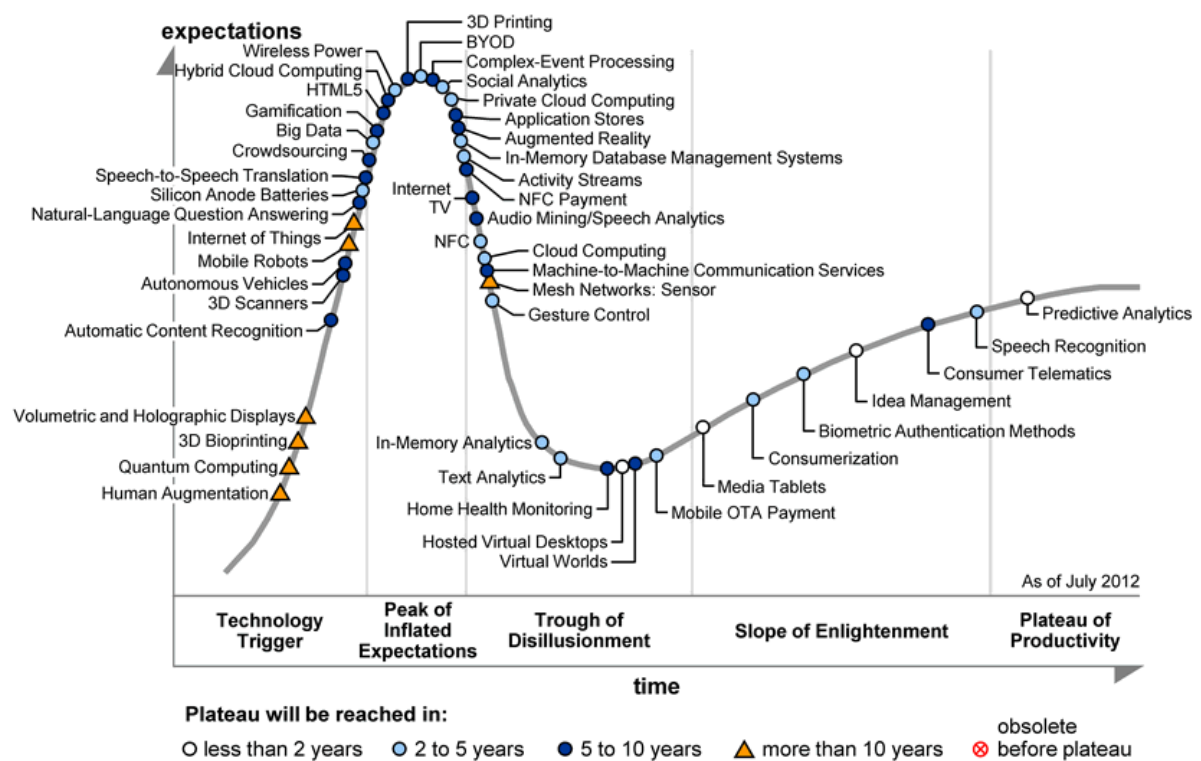 expectations
3D Printing
BYOD
Wireless Power
Complex-Event Processing
Hybrid Cloud Computing
Social Analytics
HTML5
Private Cloud Computing
Gamification
Application Stores
Big Data
Augmented Reality
Crowdsourcing
In-Memory Database Management Systems
Speech-to-Speech Translation
Activity Streams
Silicon Anode Batteries
Internet
TV
NFC Payment
Natural-Language Question Answering
Audio Mining/Speech Analytics
Internet of Things
NFC
Mobile Robots
Cloud Computing
Autonomous Vehicles
Machine-to-Machine Communication Services
3D Scanners
Mesh Networks: Sensor
Automatic Content Recognition
Gesture Control
Predictive Analytics
Speech Recognition
Consumer Telematics
Idea Management
Volumetric and Holographic Displays
3D Bioprinting
In-Memory Analytics
Biometric Authentication Methods
Quantum Computing
Text Analytics
Consumerization
Human Augmentation
Media Tablets
Home Health Monitoring
Mobile OTA Payment
Hosted Virtual Desktops
Virtual Worlds
As of July 2012
Technology
Trigger
Peak of
Inflated
Expectations
Trough of
Disillusionment
Slope of Enlightenment
Plateau of
Productivity
time
Plateau will be reached in:
less than 2 years
2 to 5 years
5 to 10 years
more than 10 years
obsolete
before plateau